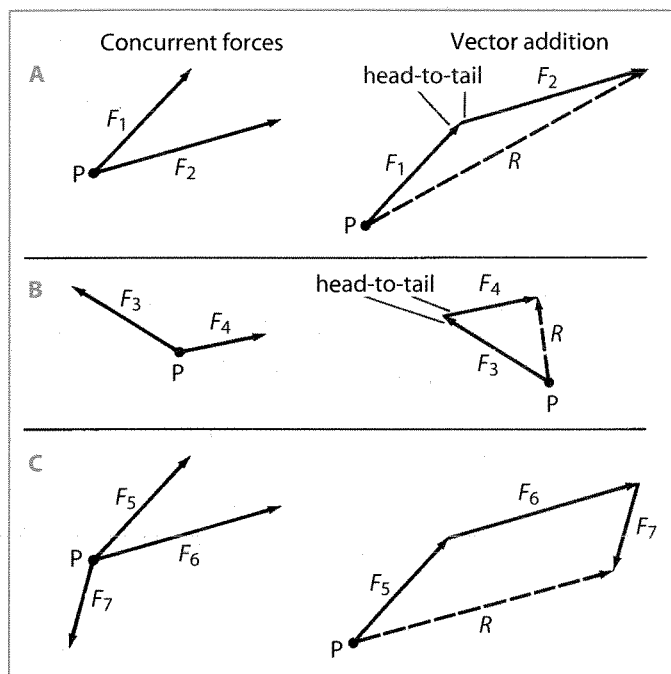 Concurrent forces Vector addition
A
F1
P
F2
head-to-tail
F2
F1
R
P
B
F3
F4
P
head-to-tail
F4
R
F3
P
C
F5
P
F6
F7
F6
F7
F5
R
P